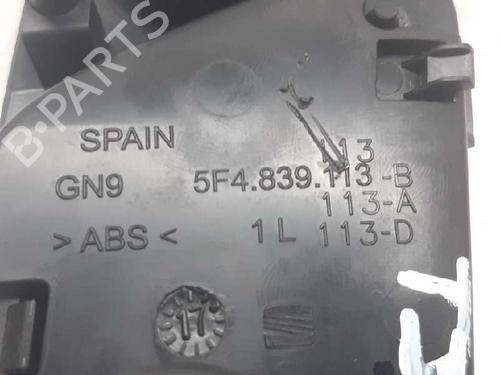 SPAIN
113
GN9 5F4.839.113-B
113-A
>ABS< 1L 113-D
17
B-PARTS